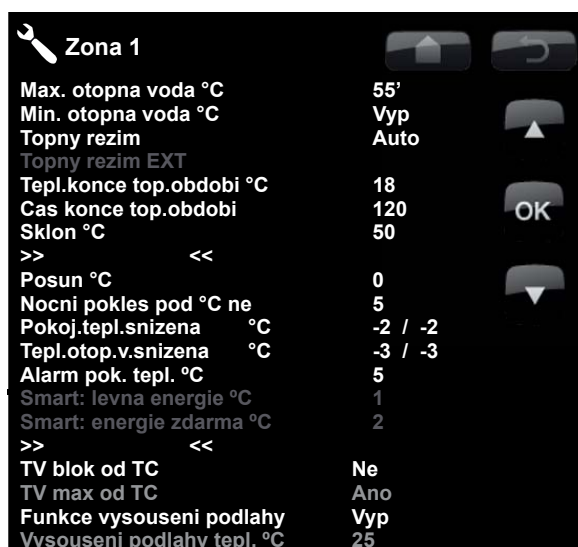 Zona 1
Max. otopna voda °C 55’
Min. otopna voda °C Vyp
Topny rezim Auto
Topny rezim EXT
Tepl.konce top.obdobi °C 18
Cas konce top.obdobi 120
OK
Sklon °C 50
>> <<
Posun °C 0
Nocni pokles pod °C ne 5
Pokoj.tepl.snizena °C -2 / -2
Tepl.otop.v.snizena °C -3 / -3
Alarm pok. tepl. ºC 5
Smart: levna energie ºC 1
Smart: energie zdarma ºC 2
>> <<
TV blok od TC Ne
TV max od TC Ano
Funkce vysouseni podlahy Vyp
Vysouseni podlahy tepl. ºC 25